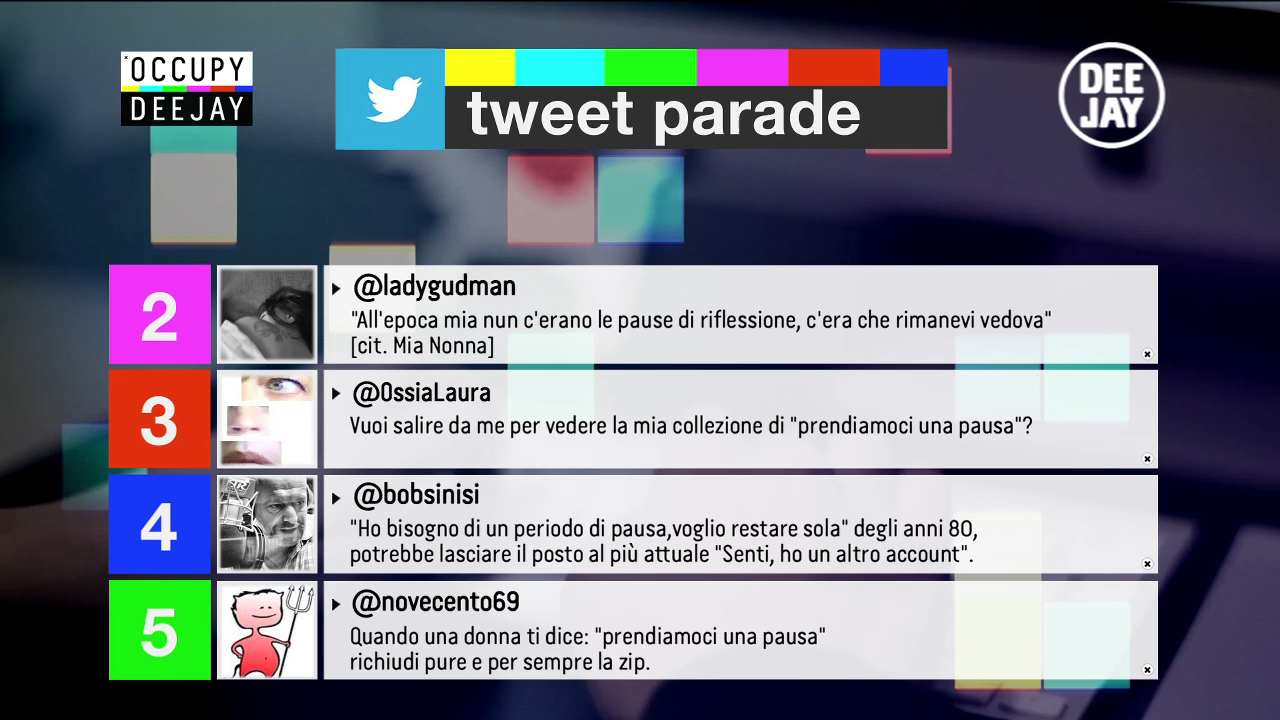 OCCUPY
DEEJAY
tweet parade
DEE
JAY
2
@ladygudman
"All'epoca mia nun c'erano le pause di riflessione, c'era che rimanevi vedova"
[cit. Mia Nonna]
3
@OssiaLaura
Vuoi salire da me per vedere la mia collezione di "prendiamoci una pausa"?
4
@bobsinisi
"Ho bisogno di un periodo di pausa,voglio restare sola" degli anni 80,
potrebbe lasciare il posto al più attuale "Senti, ho un altro account".
5
@novecento69
Quando una donna ti dice: "prendiamoci una pausa"
richiudi pure e per sempre la zip.